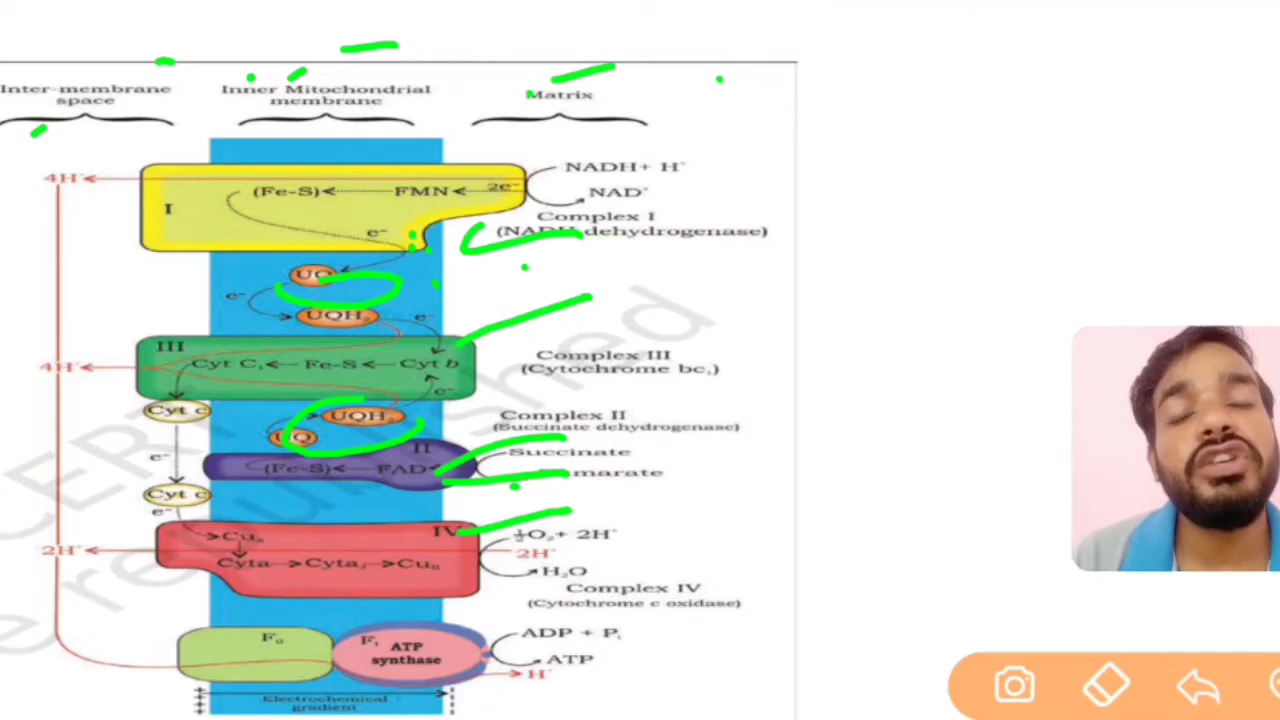 Inter-membrane
space
Inner Mitochondrial
membrane
Matrix
NADH+ H⁺
4H⁺
(Fe-S)
FMN
2e⁻
NAD⁺
I
Complex I
(NADH dehydrogenase)
e⁻
UQ
e⁻
UQH₂
e⁻
III
Complex III
(Cytochrome bc₁)
4H⁺
Cyt C₁
Fe-S
Cyt b
e⁻
Cyt c
UQH
Complex II
(Succinate dehydrogenase)
UQ
II
Succinate
e⁻
(Fe-S)
FAD
Cyt c
e⁻
IV
Cuₐ
½O₂+ 2H⁺
2H⁺
2H⁺
Cyta
Cyta₃
Cu_B
H₂O
Complex IV
(Cytochrome c oxidase)
F₀
F₁
ATP
synthase
ADP + Pᵢ
ATP
H⁺
Electrochemical
gradient